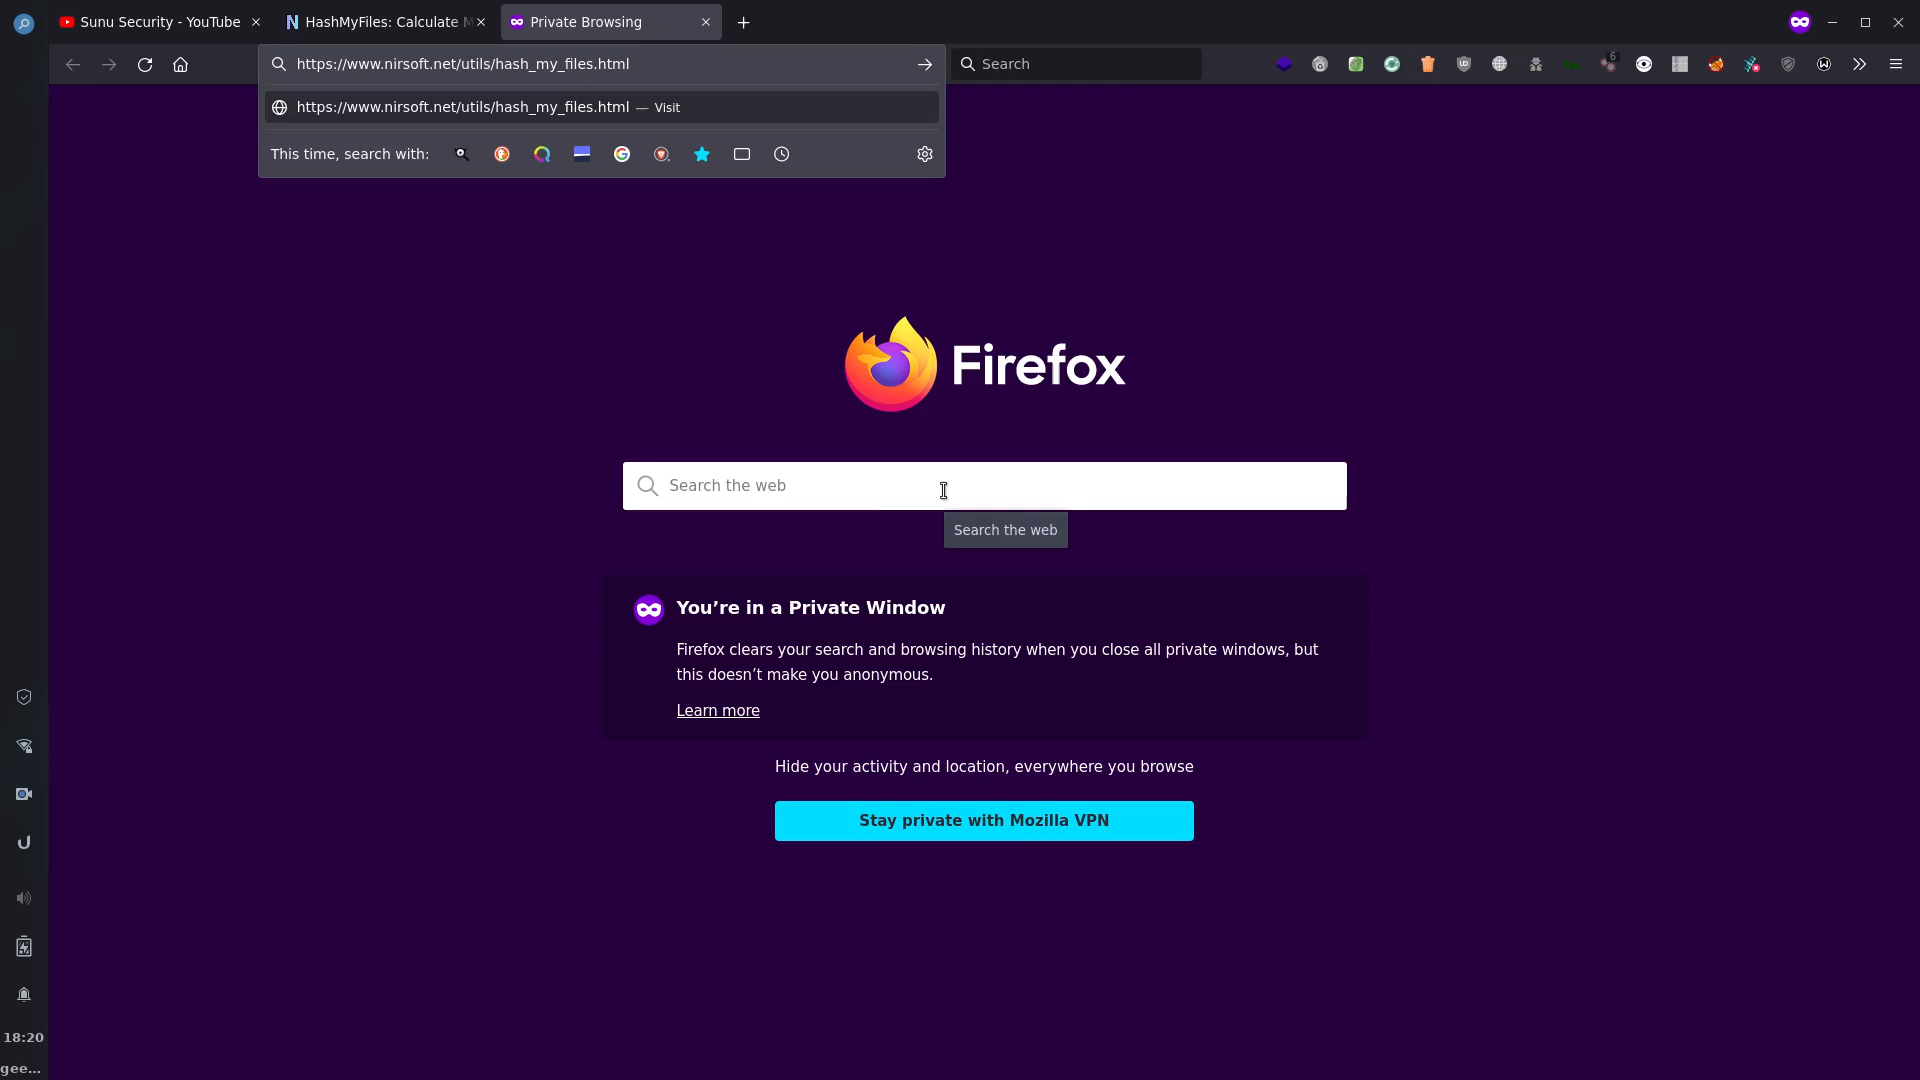 Sunu Security - YouTube
HashMyFiles: Calculate M
Private Browsing
https://www.nirsoft.net/utils/hash_my_files.html
Search
6
https://www.nirsoft.net/utils/hash_my_files.html — Visit
This time, search with:
Firefox
Search the web
Search the web
You’re in a Private Window
Firefox clears your search and browsing history when you close all private windows, but
this doesn’t make you anonymous.
Learn more
Hide your activity and location, everywhere you browse
Stay private with Mozilla VPN
18:20
gee...